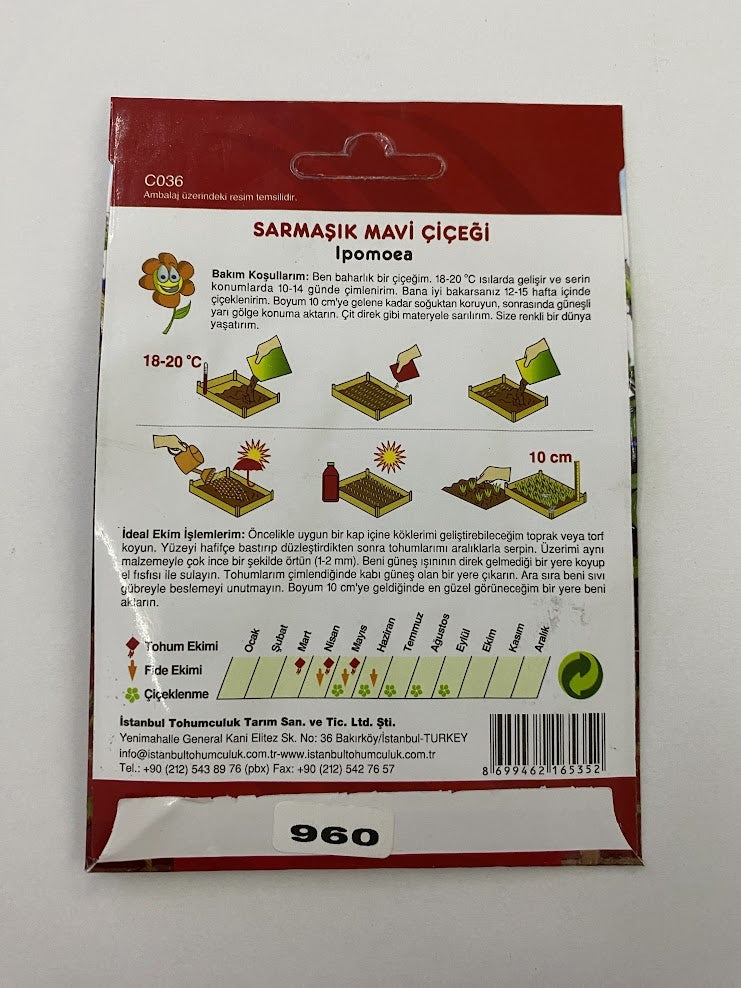 C036
Ambalaj üzerindeki resim temsilidir.
SARMAŞIK MAVİ ÇİÇEĞİ
Ipomoea
Bakım Koşullarım: Ben baharlık bir çiçeğim. 18-20 °C ısılarda gelişir ve serin
konumlarda 10-14 günde çimlenirim. Bana iyi bakarsanız 12-15 hafta içinde
çiçeklenirim. Boyum 10 cm'ye gelene kadar soğuktan koruyun, sonrasında güneşli
yarı gölge konuma aktarın. Çit direk gibi materyele sarılırım. Size renkli bir dünya
yaşatırım.
18-20 °C
10 cm
İdeal Ekim İşlemlerim: Öncelikle uygun bir kap içine köklerimi geliştirebileceğim toprak veya torf
koyun. Yüzeyi hafifçe bastırıp düzleştirdikten sonra tohumlarımı aralıklarla serpin. Üzerimi aynı
malzemeyle çok ince bir şekilde örtün (1-2 mm). Beni güneş ışınının direk gelmediği bir yere koyup
el fısfısı ile sulayın. Tohumlarım çimlendiğinde kabı güneş olan bir yere çıkarın. Ara sıra beni sıvı
gübreyle beslemeyi unutmayın. Boyum 10 cm'ye geldiğinde en güzel görüneceğim bir yere beni
aktarın.
Ocak Şubat Mart Nisan Mayıs Haziran Temmuz Ağustos Eylül Ekim Kasım Aralık
Tohum Ekimi
Fide Ekimi
Çiçeklenme
İstanbul Tohumculuk Tarım San. ve Tic. Ltd. Şti.
Yenimahalle General Kani Elitez Sk. No: 36 Bakırköy/İstanbul-TURKEY
info@istanbultohumculuk.com.tr-www.istanbultohumculuk.com.tr
Tel.: +90 (212) 543 89 76 (pbx) Fax: +90 (212) 542 76 57
8 699462 165352
960